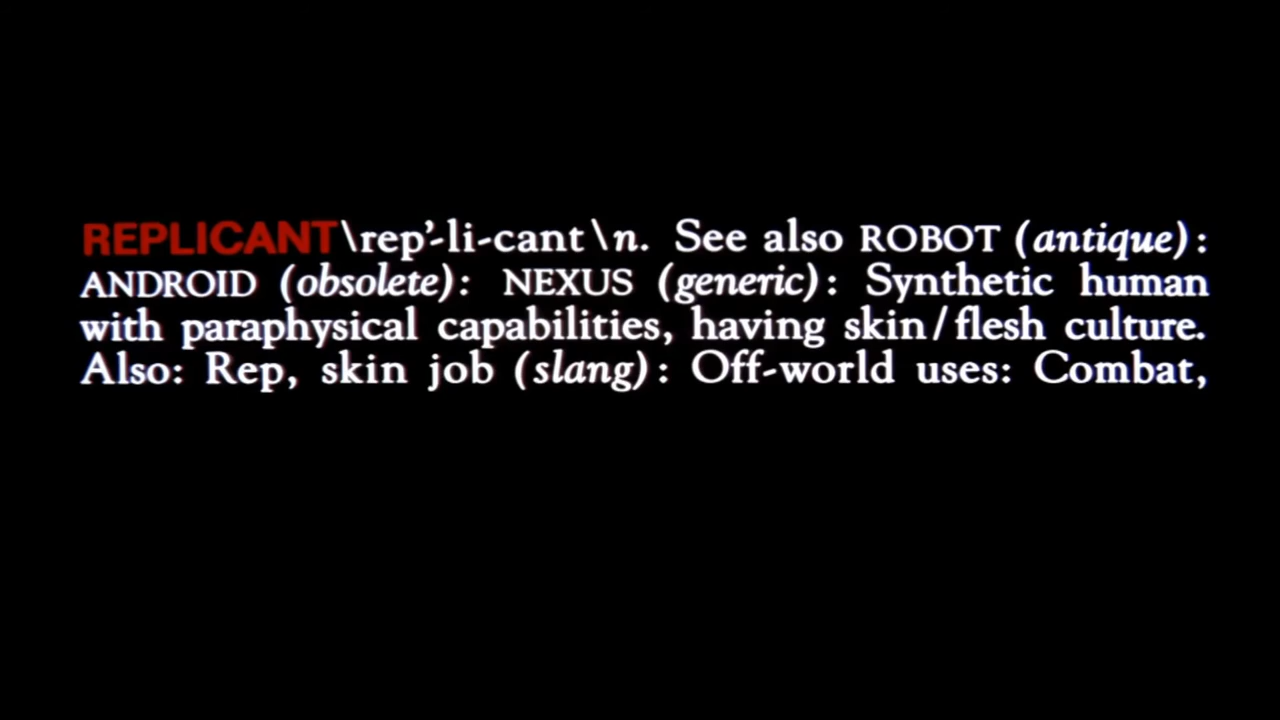 REPLICANT\rep’-li-cant\n. See also ROBOT (antique):
ANDROID (obsolete): NEXUS (generic): Synthetic human
with paraphysical capabilities, having skin/flesh culture.
Also: Rep, skin job (slang): Off-world uses: Combat,